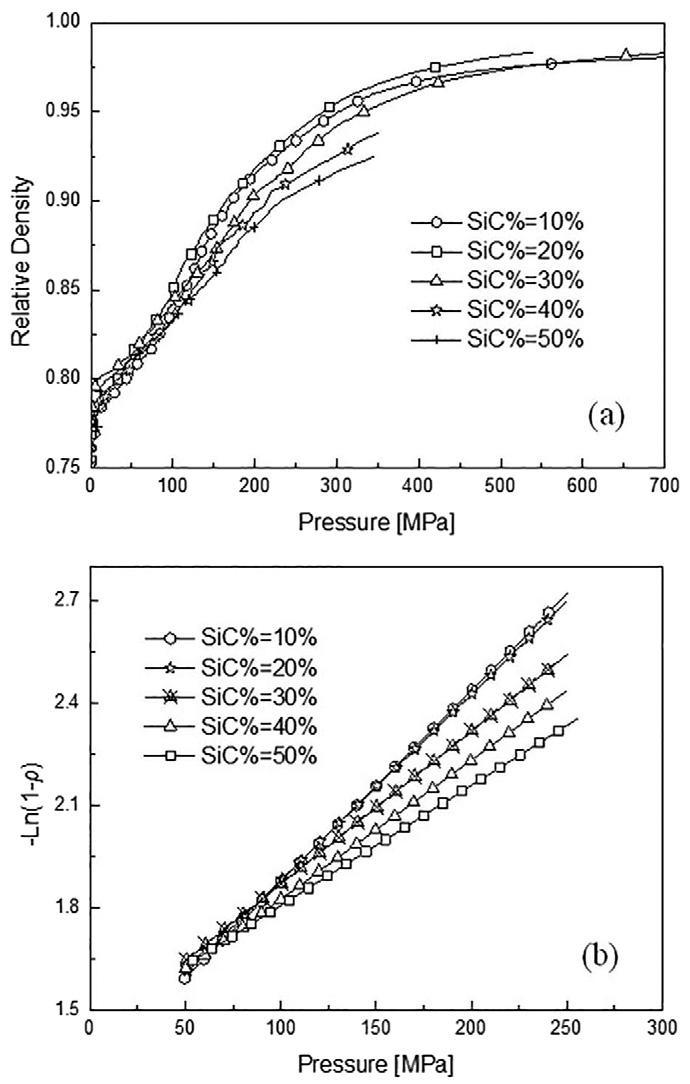 1.00
0.95
0.90
0.85
0.80
0.75
Relative Density
SiC%=10%
SiC%=20%
SiC%=30%
SiC%=40%
SiC%=50%
(a)
0 100 200 300 400 500 600 700
Pressure [MPa]
2.7
2.4
2.1
1.8
1.5
-Ln(1-ρ)
SiC%=10%
SiC%=20%
SiC%=30%
SiC%=40%
SiC%=50%
(b)
0 50 100 150 200 250 300
Pressure [MPa]